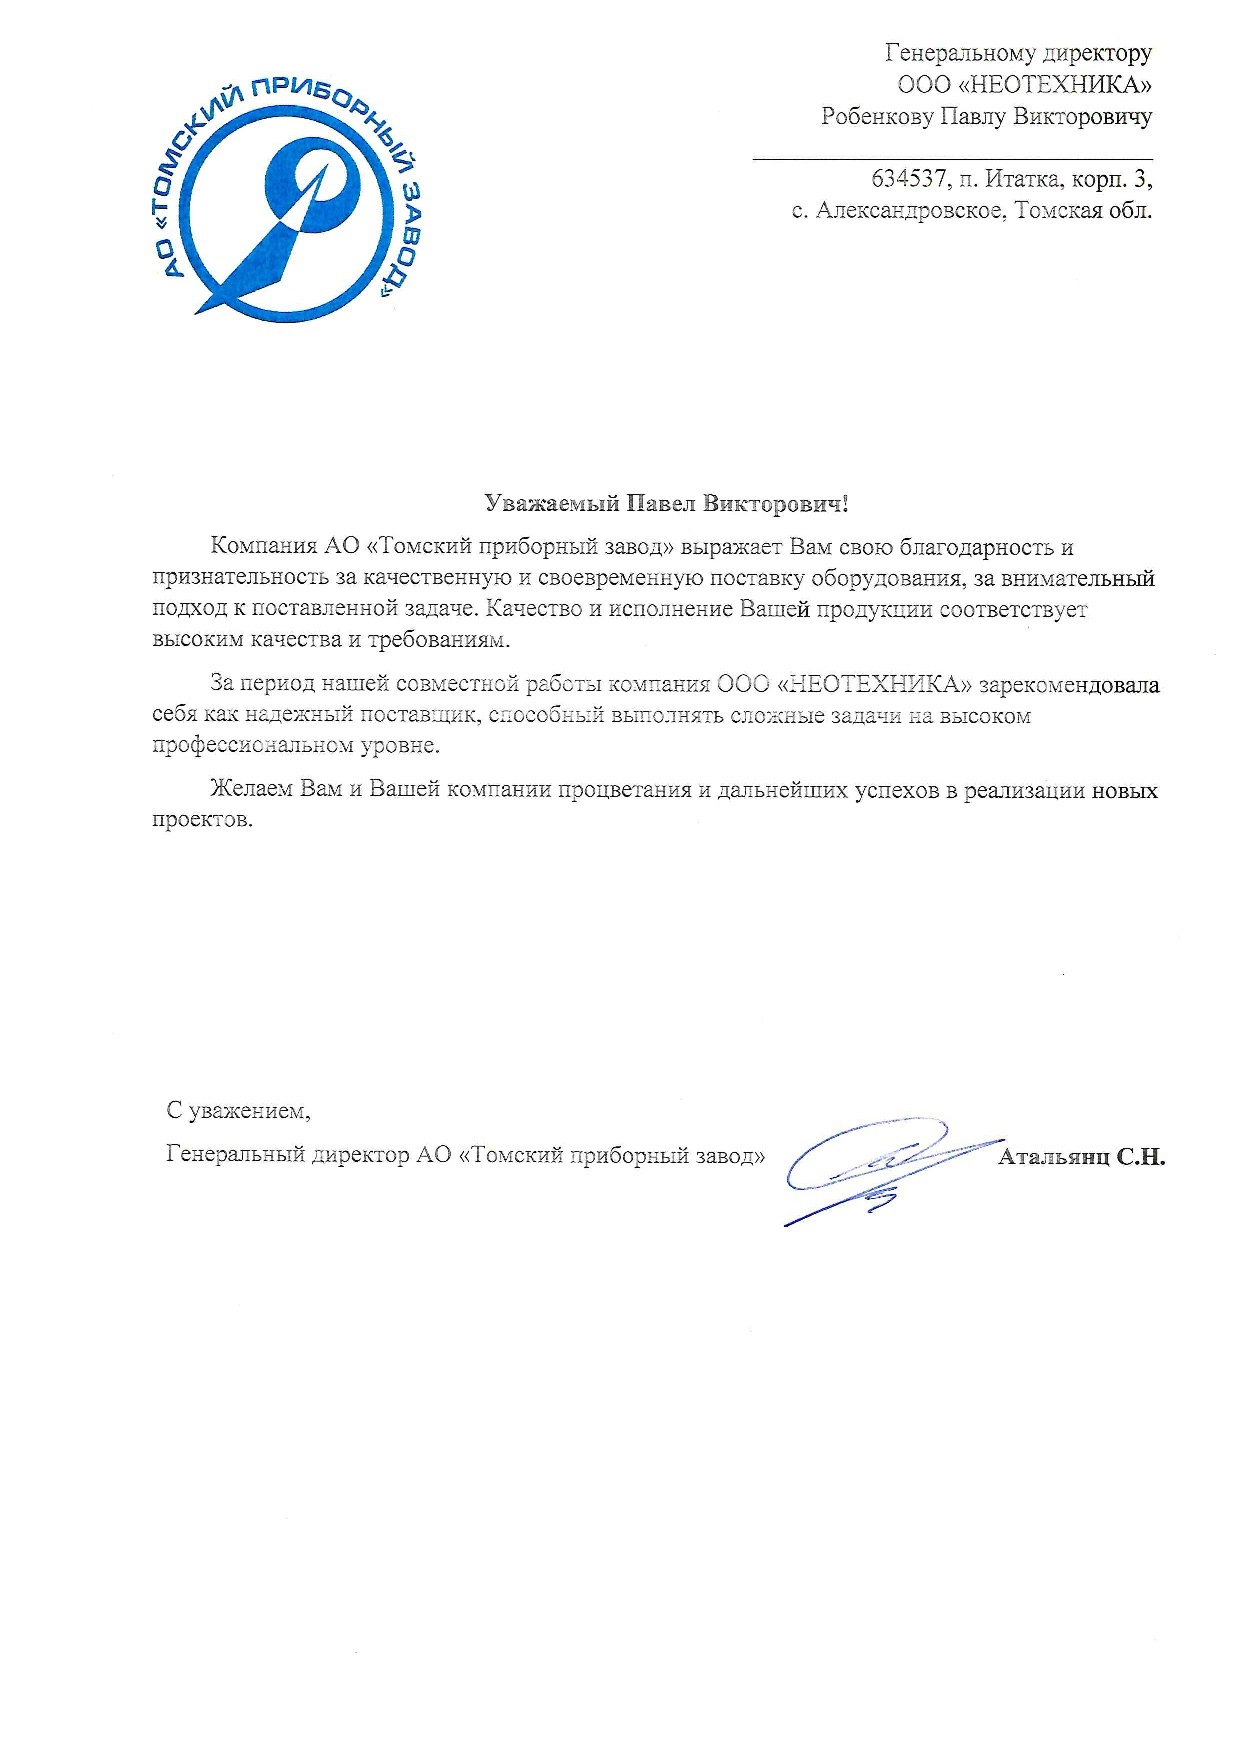 АО «ТОМСКИЙ ПРИБОРНЫЙ ЗАВОД»
Генеральному директору
ООО «НЕОТЕХНИКА»
Робенкову Павлу Викторовичу
634537, п. Итатка, корп. 3,
с. Александровское, Томская обл.
Уважаемый Павел Викторович!
Компания АО «Томский приборный завод» выражает Вам свою благодарность и
признательность за качественную и своевременную поставку оборудования, за внимательный
подход к поставленной задаче. Качество и исполнение Вашей продукции соответствует
высоким качества и требованиям.
За период нашей совместной работы компания ООО «НЕОТЕХНИКА» зарекомендовала
себя как надежный поставщик, способный выполнять сложные задачи на высоком
профессиональном уровне.
Желаем Вам и Вашей компании процветания и дальнейших успехов в реализации новых
проектов.
С уважением,
Генеральный директор АО «Томский приборный завод» Атальянц С.Н.